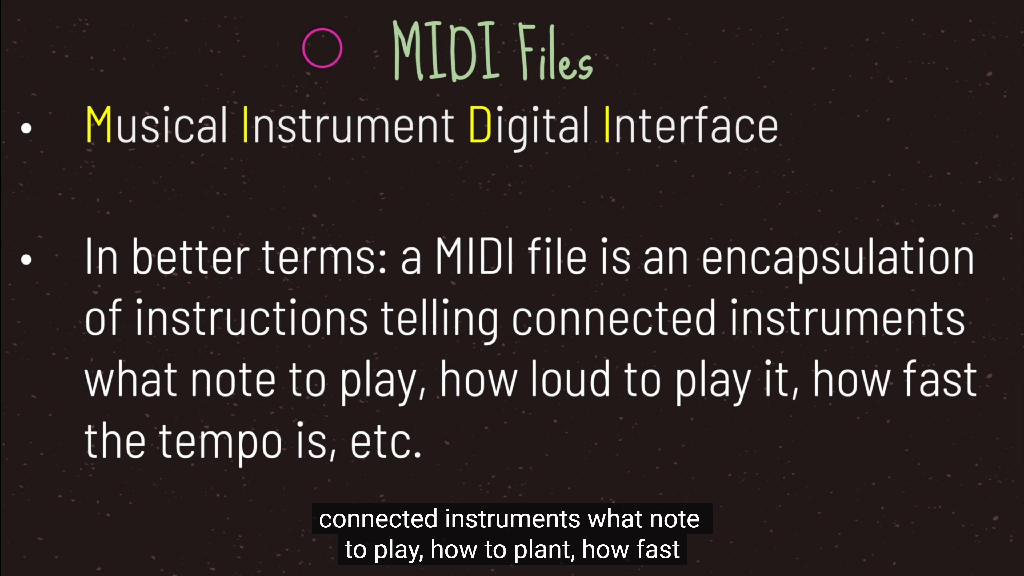 MIDI Files
• Musical Instrument Digital Interface
• In better terms: a MIDI file is an encapsulation
of instructions telling connected instruments
what note to play, how loud to play it, how fast
the tempo is, etc.
connected instruments what note
to play, how to plant, how fast